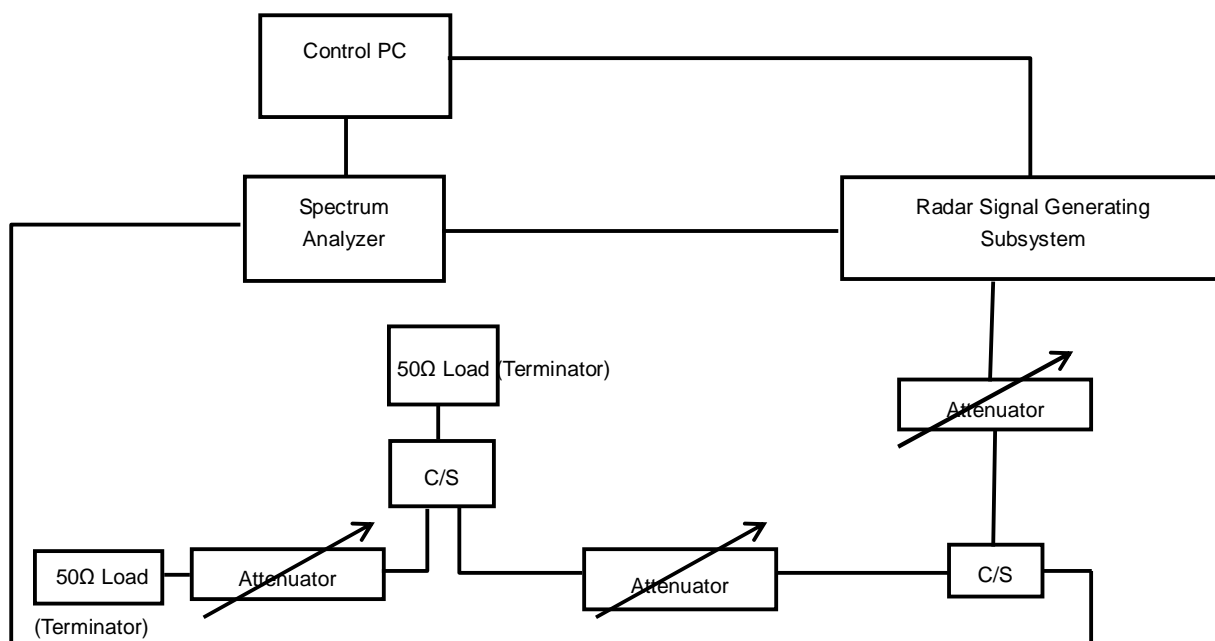 Control PC
Spectrum
Analyzer
Radar Signal Generating
Subsystem
50Ω Load (Terminator)
Attenuator
C/S
50Ω Load
(Terminator)
Attenuator
Attenuator
C/S